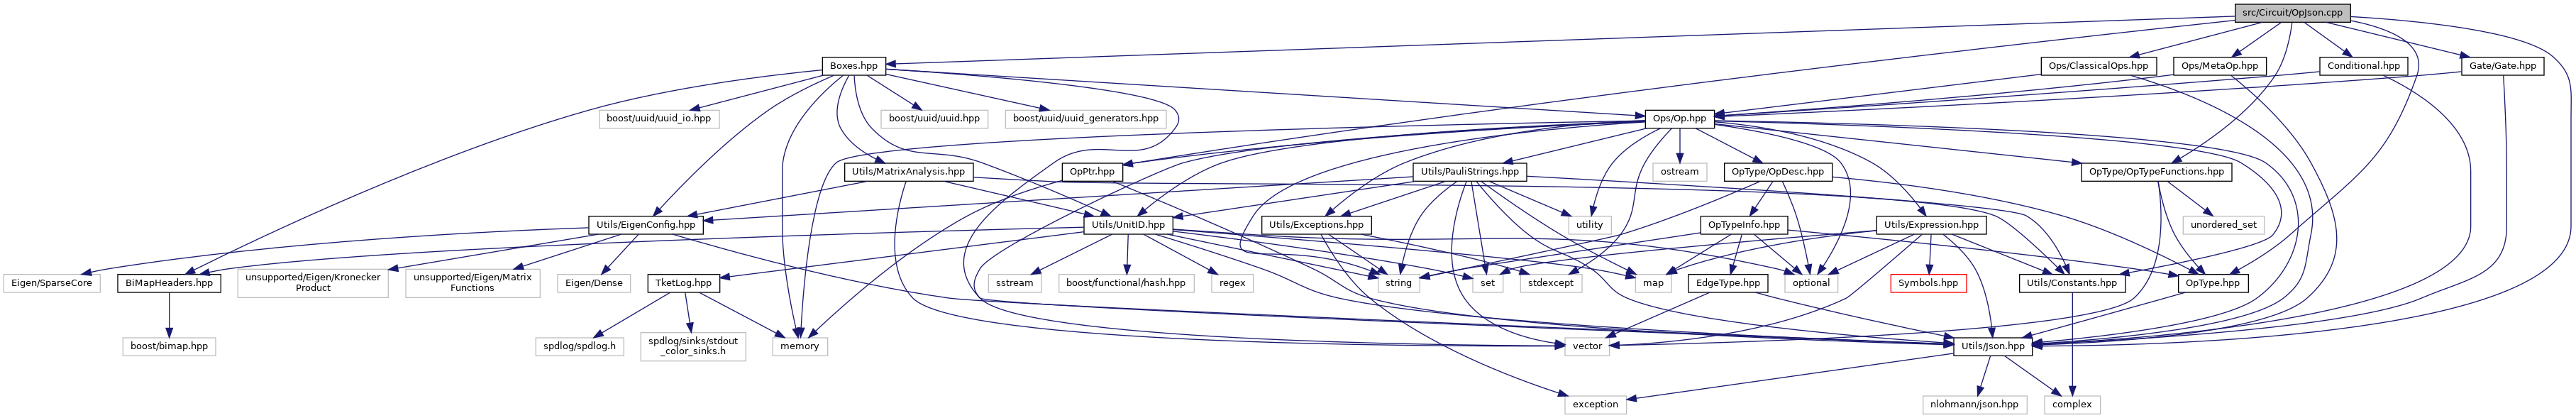 src/Circuit/OpJson.cpp
Boxes.hpp
Ops/ClassicalOps.hpp
Ops/MetaOp.hpp
Conditional.hpp
Gate/Gate.hpp
boost/uuid/uuid_io.hpp
boost/uuid/uuid.hpp
boost/uuid/uuid_generators.hpp
Ops/Op.hpp
Utils/MatrixAnalysis.hpp
OpPtr.hpp
Utils/PauliStrings.hpp
ostream
OpType/OpDesc.hpp
OpType/OpTypeFunctions.hpp
Utils/EigenConfig.hpp
Utils/UnitID.hpp
Utils/Exceptions.hpp
utility
OpTypeInfo.hpp
Utils/Expression.hpp
unordered_set
Eigen/SparseCore
BiMapHeaders.hpp
unsupported/Eigen/Kronecker
Product
unsupported/Eigen/Matrix
Functions
Eigen/Dense
TketLog.hpp
sstream
boost/functional/hash.hpp
regex
string
set
stdexcept
map
EdgeType.hpp
optional
Symbols.hpp
Utils/Constants.hpp
OpType.hpp
boost/bimap.hpp
spdlog/spdlog.h
spdlog/sinks/stdout
_color_sinks.h
memory
vector
Utils/Json.hpp
exception
nlohmann/json.hpp
complex